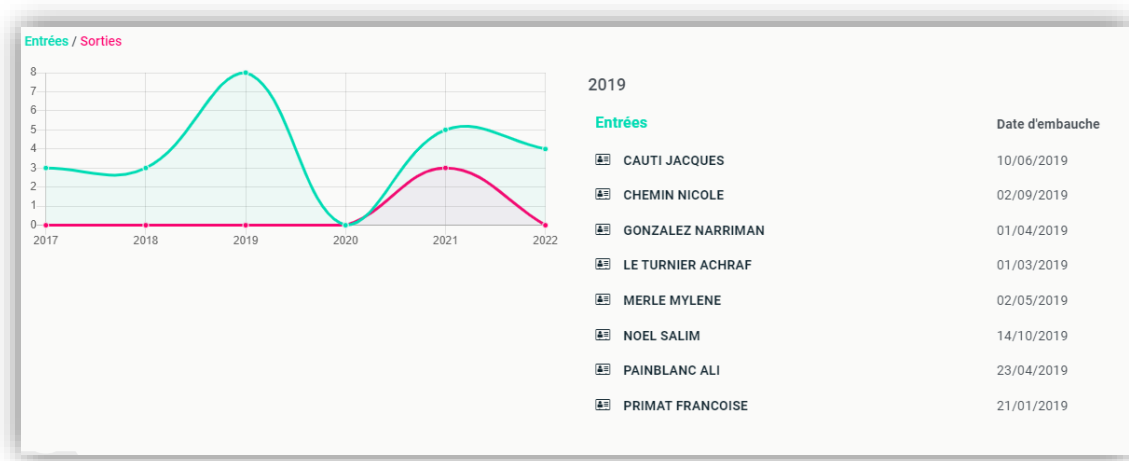 Entrées / Sorties
8
7
6
5
4
3
2
1
0
2017 2018 2019 2020 2021 2022
2019
Entrées Date d'embauche
CAUTI JACQUES 10/06/2019
CHEMIN NICOLE 02/09/2019
GONZALEZ NARRIMAN 01/04/2019
LE TURNIER ACHRAF 01/03/2019
MERLE MYLENE 02/05/2019
NOEL SALIM 14/10/2019
PAINBLANC ALI 23/04/2019
PRIMAT FRANCOISE 21/01/2019